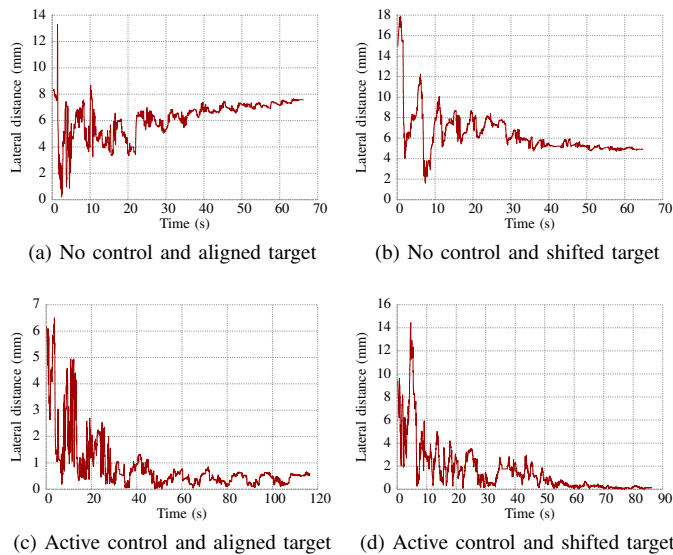 14
12
10
8
6
4
2
0
Lateral distance (mm)
0 10 20 30 40 50 60 70
Time (s)
(a) No control and aligned target
18
16
14
12
10
8
6
4
2
0
Lateral distance (mm)
0 10 20 30 40 50 60 70
Time (s)
(b) No control and shifted target
7
6
5
4
3
2
1
0
Lateral distance (mm)
0 20 40 60 80 100 120
Time (s)
(c) Active control and aligned target
16
14
12
10
8
6
4
2
0
Lateral distance (mm)
0 10 20 30 40 50 60 70 80 90
Time (s)
(d) Active control and shifted target